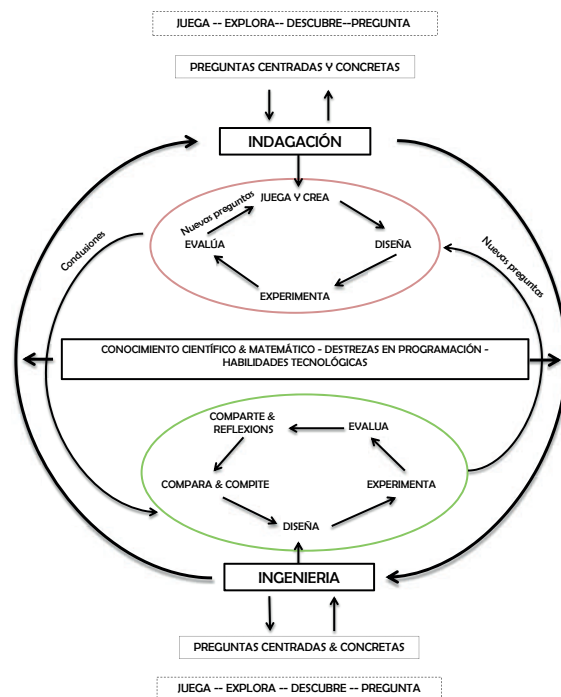 JUEGA -- EXPLORA-- DESCUBRE--PREGUNTA
PREGUNTAS CENTRADAS Y CONCRETAS
INDAGACIÓN
JUEGA Y CREA
Nuevas preguntas
EVALÚA
DISEÑA
EXPERIMENTA
Conclusiones
Nuevas preguntas
CONOCIMIENTO CIENTÍFICO & MATEMÁTICO - DESTREZAS EN PROGRAMACIÓN -
HABILIDADES TECNOLÓGICAS
COMPARTE &
REFLEXIONS
EVALUA
COMPARA & COMPITE
EXPERIMENTA
DISEÑA
INGENIERIA
PREGUNTAS CENTRADAS & CONCRETAS
JUEGA -- EXPLORA -- DESCUBRE -- PREGUNTA